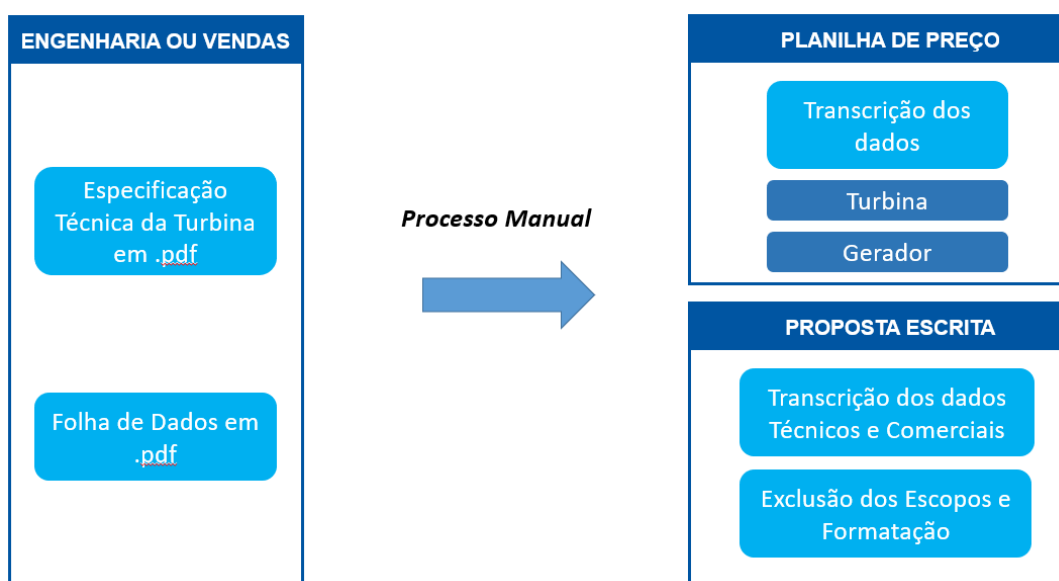 ENGENHARIA OU VENDAS
Especificação
Técnica da Turbina
em .pdf
Folha de Dados em
.pdf
Processo Manual
PLANILHA DE PREÇO
Transcrição dos
dados
Turbina
Gerador
PROPOSTA ESCRITA
Transcrição dos dados
Técnicos e Comerciais
Exclusão dos Escopos e
Formatação